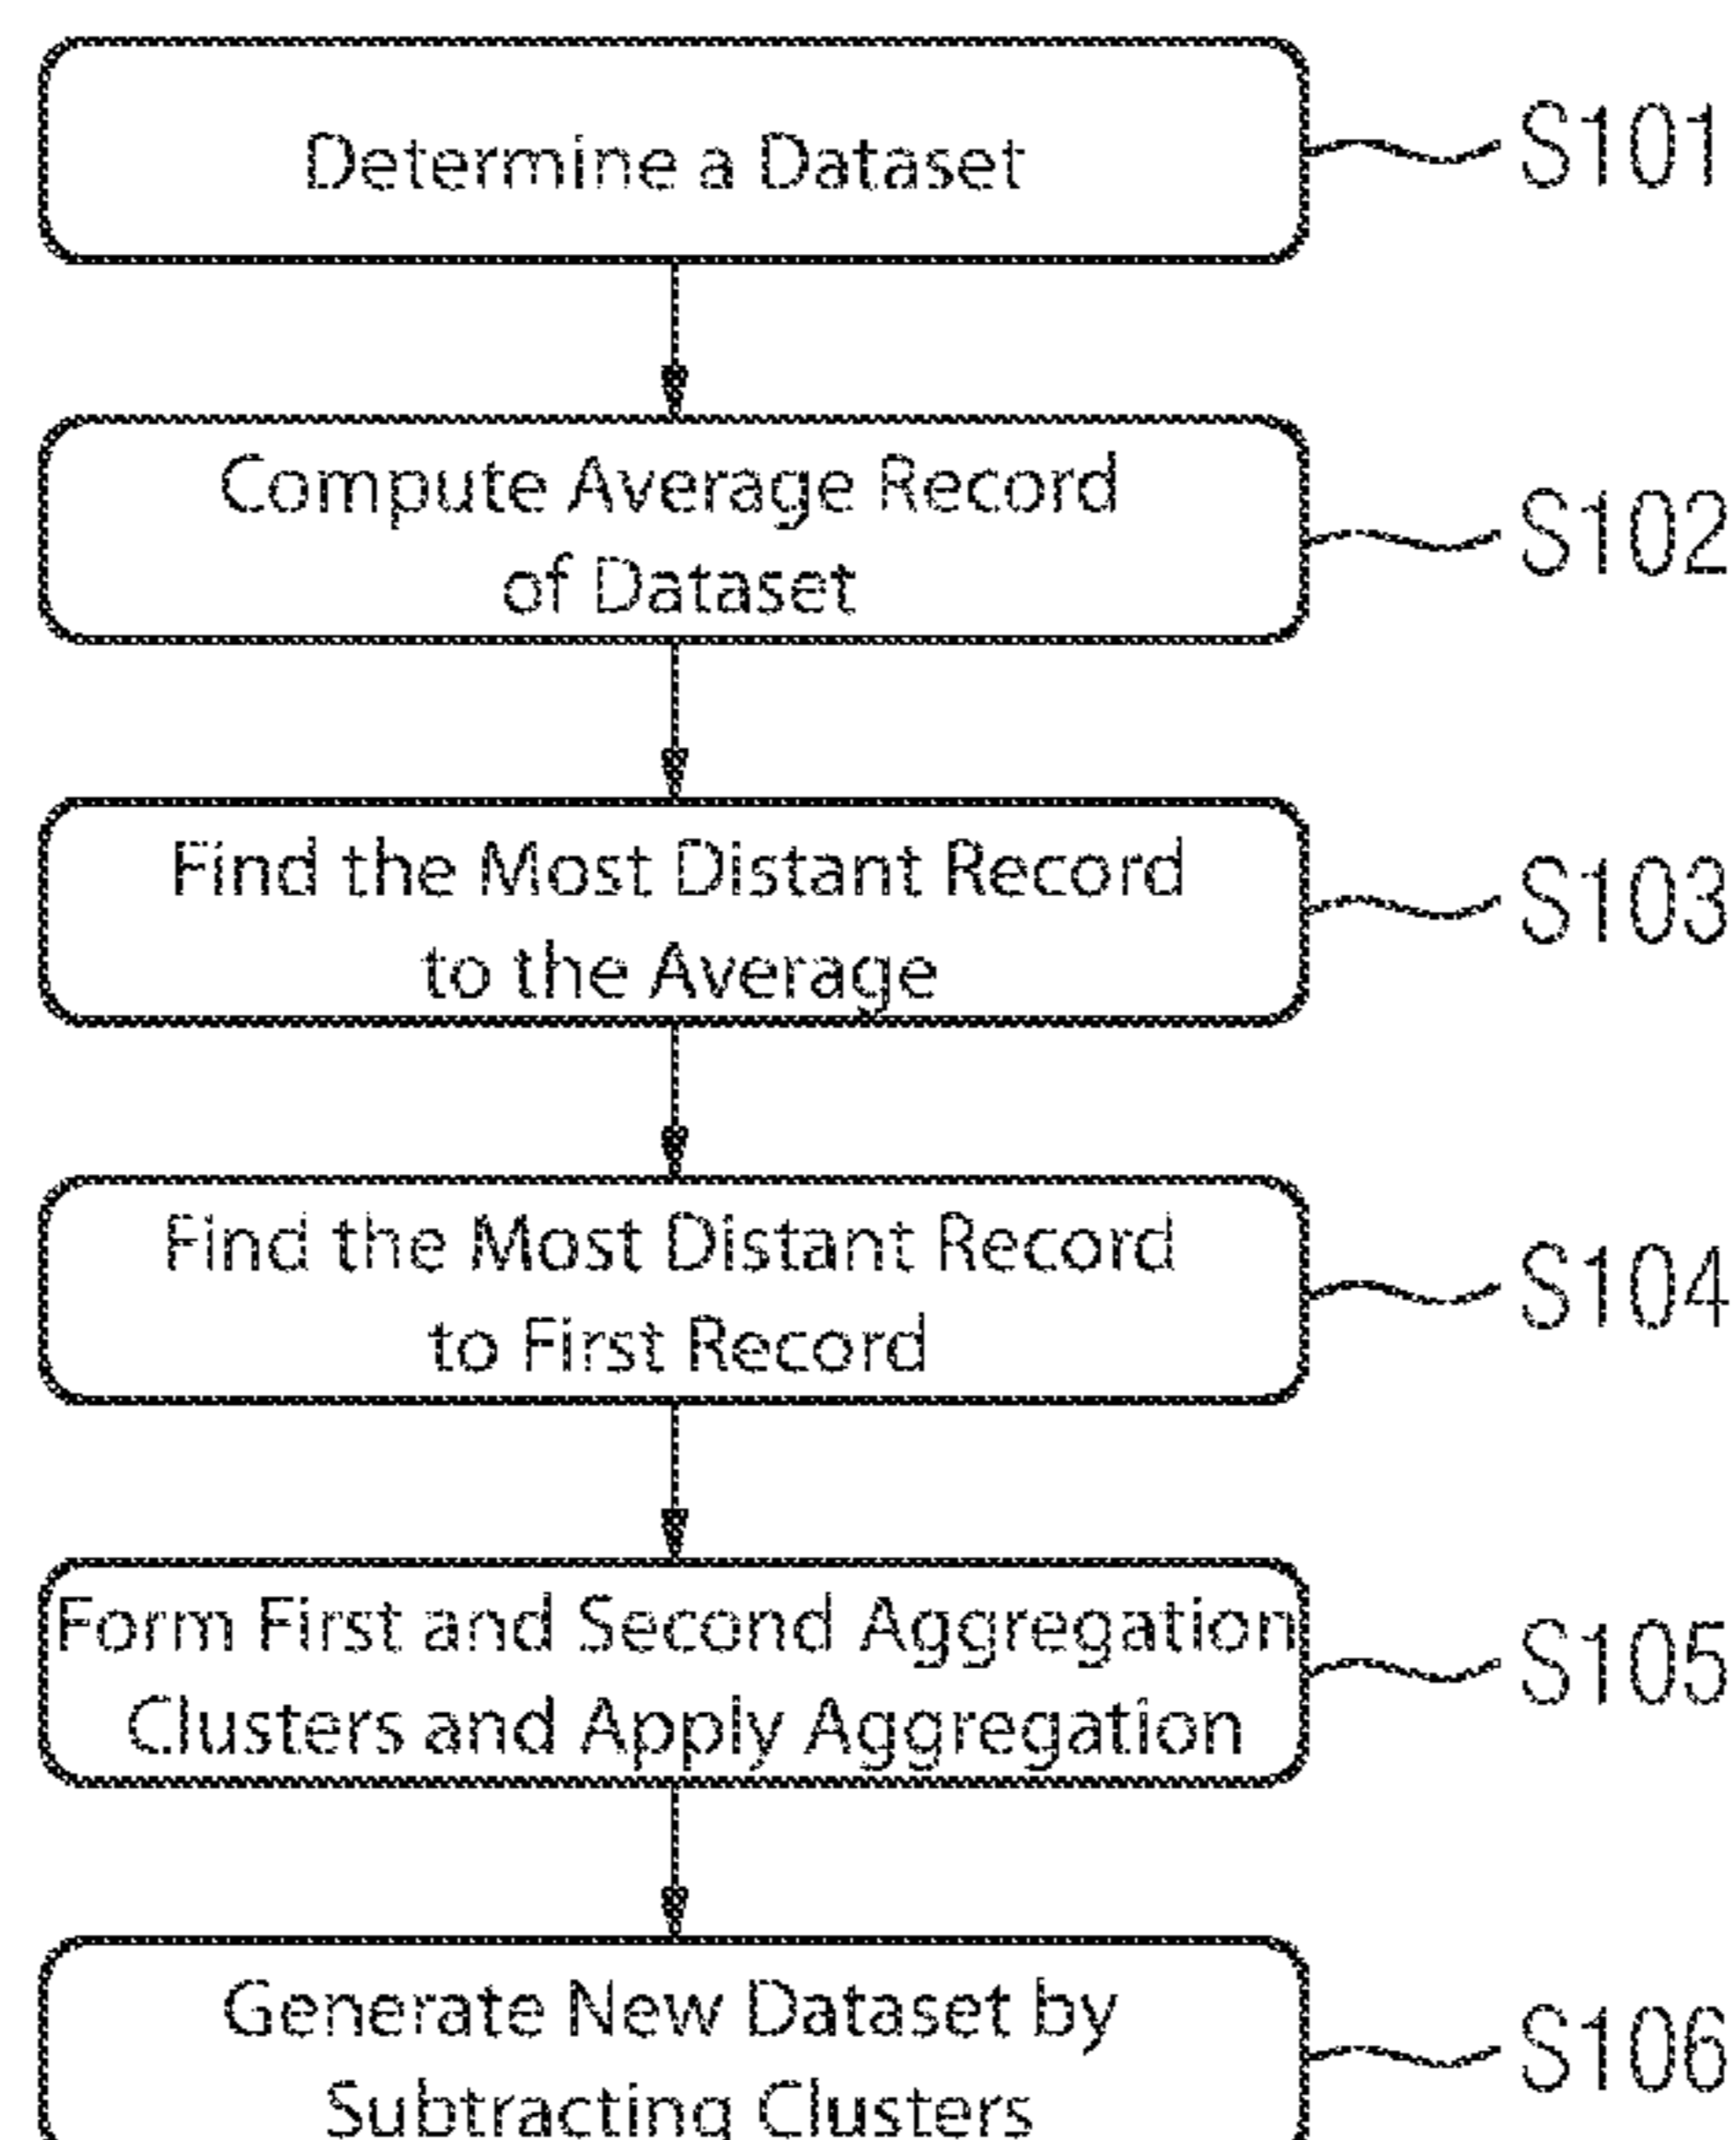 Determine a Dataset
S101
Compute Average Record
of Dataset
S102
Find the Most Distant Record
to the Average
S103
Find the Most Distant Record
to First Record
S104
Form First and Second Aggregation
Clusters and Apply Aggregation
S105
Generate New Dataset by
Subtracting Clusters
S106